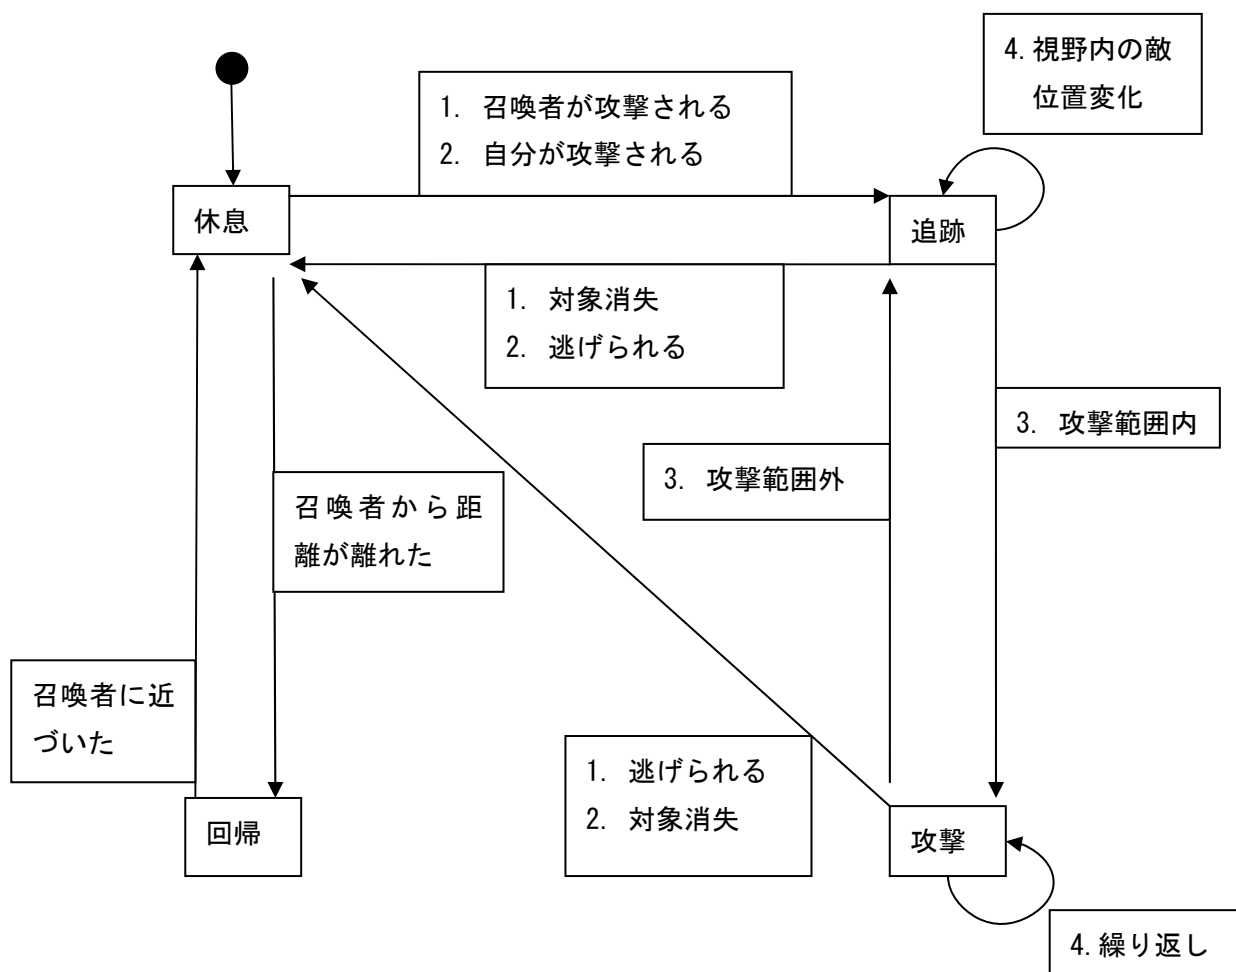 4.視野内の敵
位置変化
1. 召喚者が攻撃される
2. 自分が攻撃される
休息
追跡
1. 対象消失
2. 逃げられる
3. 攻撃範囲内
3. 攻撃範囲外
召喚者から距
離が離れた
召喚者に近
づいた
1. 逃げられる
2. 対象消失
回帰
攻撃
4.繰り返し